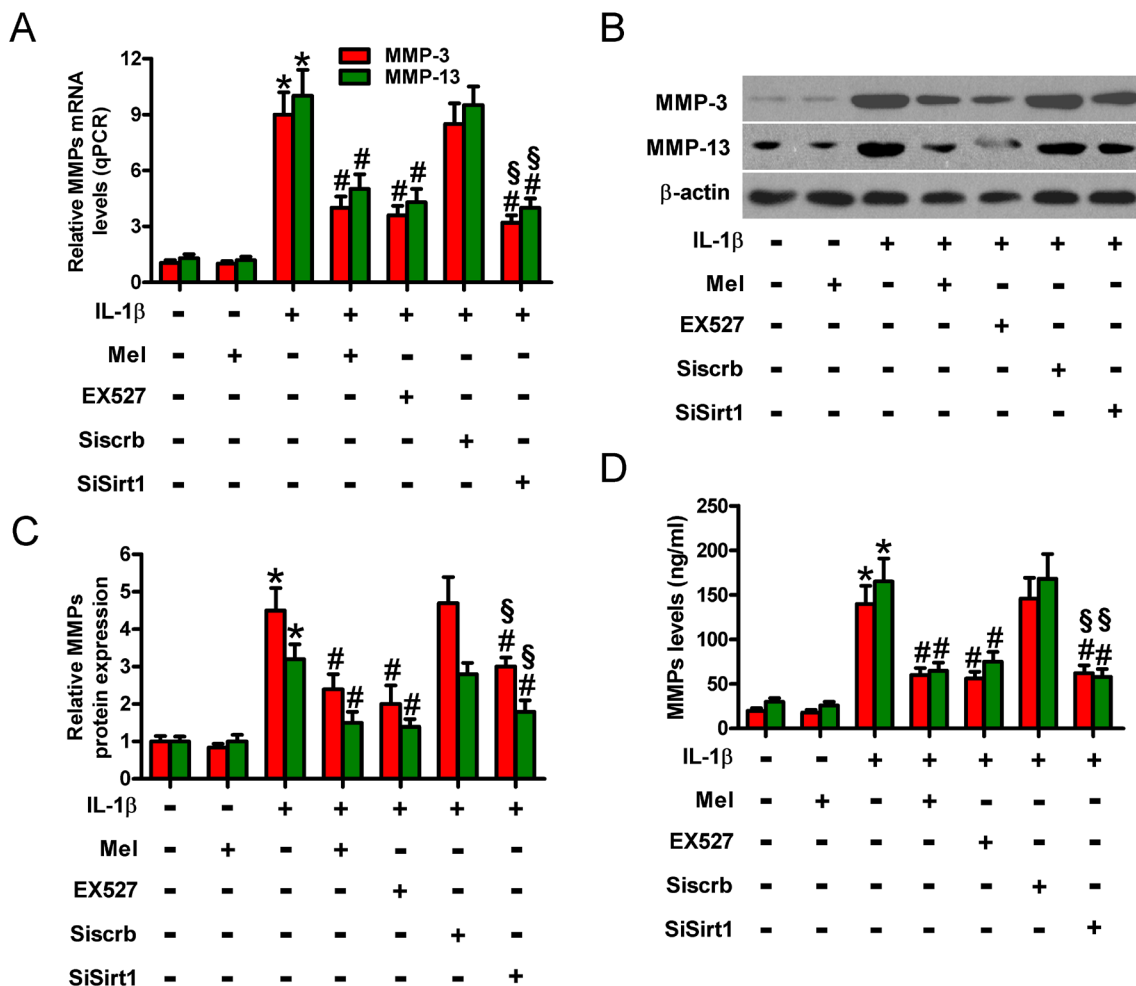 A
Relative MMPs mRNA
levels (qPCR)
12
9
6
3
0
MMP-3
MMP-13
* *
# #
# #
§ §
# #
IL-1β - - + + + + +
Mel - + - + - - -
EX527 - - - - + - -
Siscrb - - - - - + -
SiSirt1 - - - - - - +
B
MMP-3
MMP-13
β-actin
IL-1β - - + + + + +
Mel - + - + - - -
EX527 - - - - + - -
Siscrb - - - - - + -
SiSirt1 - - - - - - +
C
Relative MMPs
protein expression
6
5
4
3
2
1
0
* *
# #
# #
§ §
# #
IL-1β - - + + + + +
Mel - + - + - - -
EX527 - - - - + - -
Siscrb - - - - - + -
SiSirt1 - - - - - - +
D
MMPs levels (ng/ml)
250
200
150
100
50
0
* *
# #
# #
§ §
# #
IL-1β - - + + + + +
Mel - + - + - - -
EX527 - - - - + - -
Siscrb - - - - - + -
SiSirt1 - - - - - - +